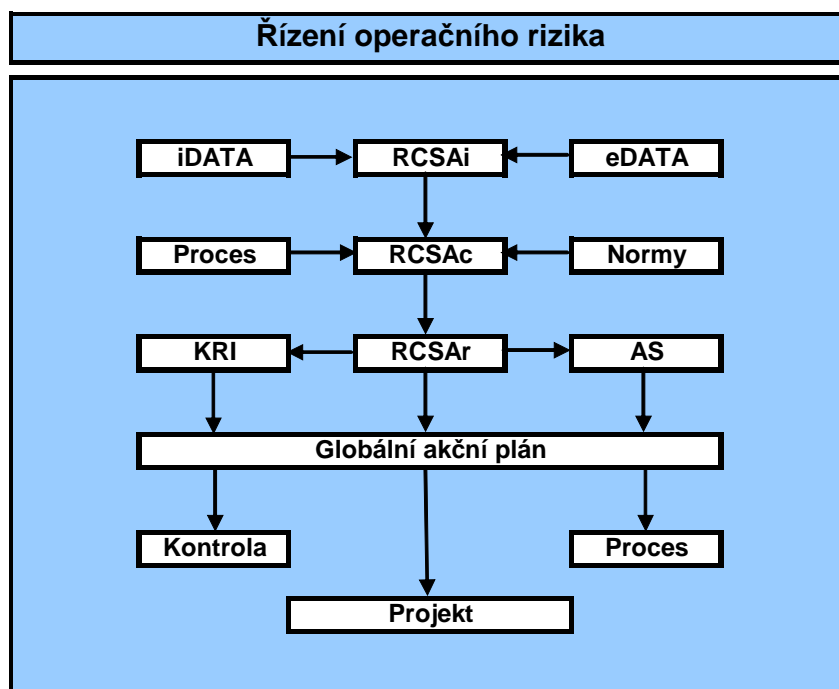 Řízení operačního rizika
iDATA RCSAi eDATA
Proces RCSAc Normy
KRI RCSAr AS
Globální akční plán
Kontrola Proces
Projekt